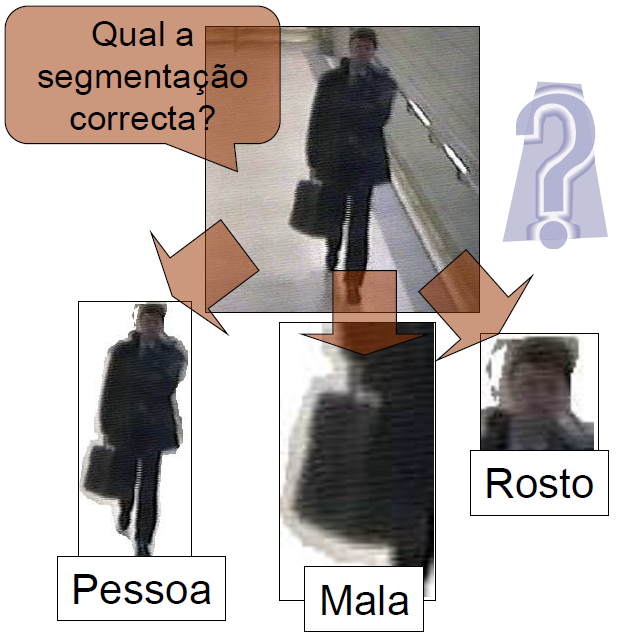 Qual a
segmentação
correcta?
?
Pessoa
Mala
Rosto